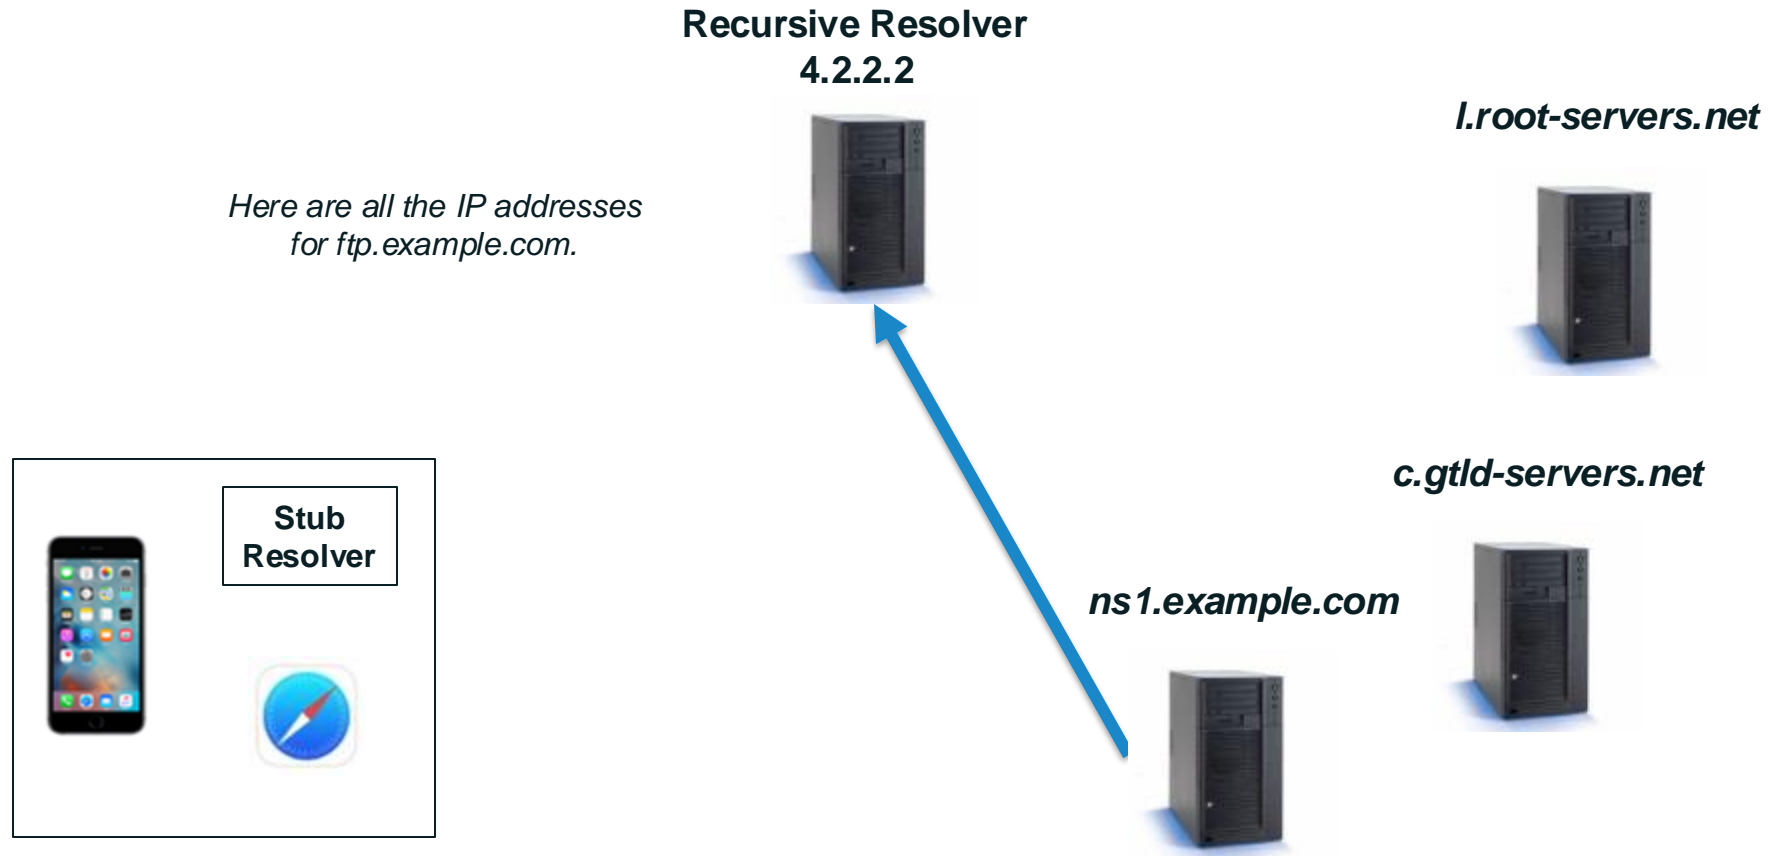 Recursive Resolver
4.2.2.2
l.root-servers.net
Here are all the IP addresses
for ftp.example.com.
c.gtld-servers.net
Stub
Resolver
ns1.example.com